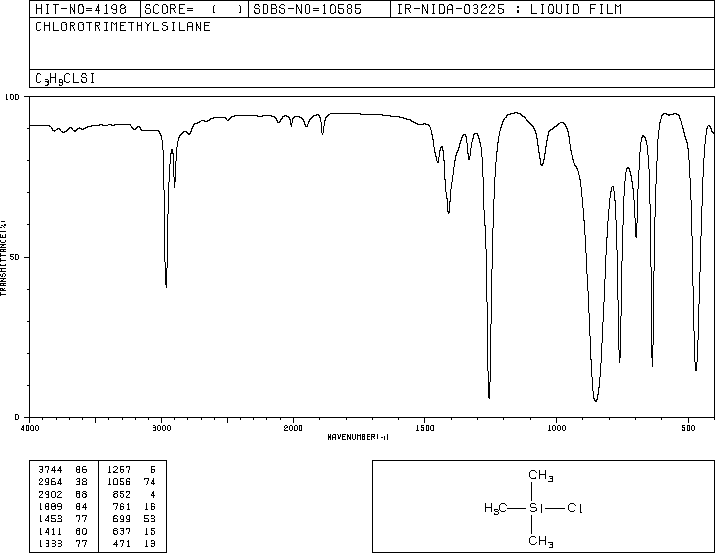 HIT-NO=4198 SCORE= ( ) SDBS-NO=10585 IR-NIDA-03225 : LIQUID FILM
CHLOROTRIMETHYLSILANE
C3H9CLSI
100
50
0
TRANSMITTANCE(%)
4000 3000 2000 1500 1000 500
WAVENUMBER(-1)
3744 86 1257 5
2964 38 1056 74
2902 68 852 4
1889 84 761 16
1453 77 699 53
1411 60 637 15
1333 77 471 13
CH3
H3C Si Cl
CH3